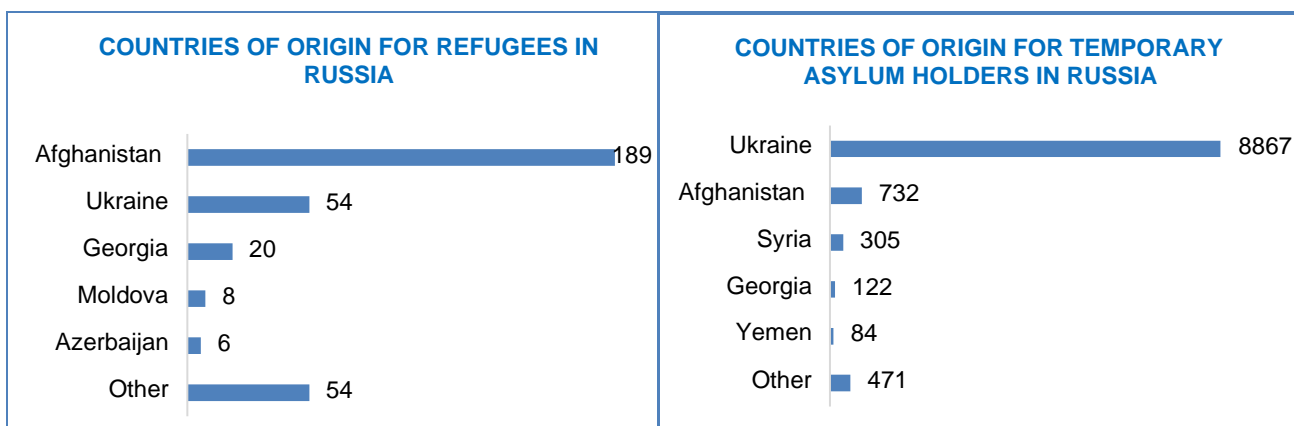 COUNTRIES OF ORIGIN FOR REFUGEES IN
RUSSIA
Afghanistan 189
Ukraine 54
Georgia 20
Moldova 8
Azerbaijan 6
Other 54
COUNTRIES OF ORIGIN FOR TEMPORARY
ASYLUM HOLDERS IN RUSSIA
Ukraine 8867
Afghanistan 732
Syria 305
Georgia 122
Yemen 84
Other 471